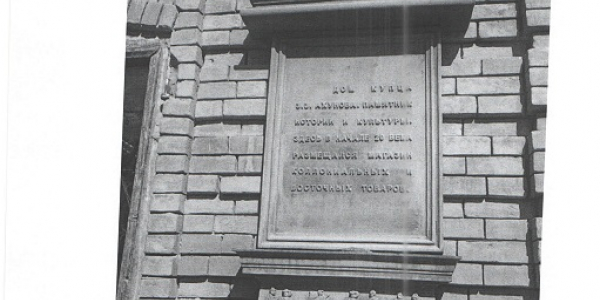 ДОМ КУПЦА
З.З. АХУНОВА. ПАМЯТНИК
ИСТОРИИ И КУЛЬТУРЫ.
ЗДЕСЬ В НАЧАЛЕ 20 ВЕКА
РАЗМЕЩАЛСЯ МАГАЗИН
КОЛОНИАЛЬНЫХ И
ВОСТОЧНЫХ ТОВАРОВ.